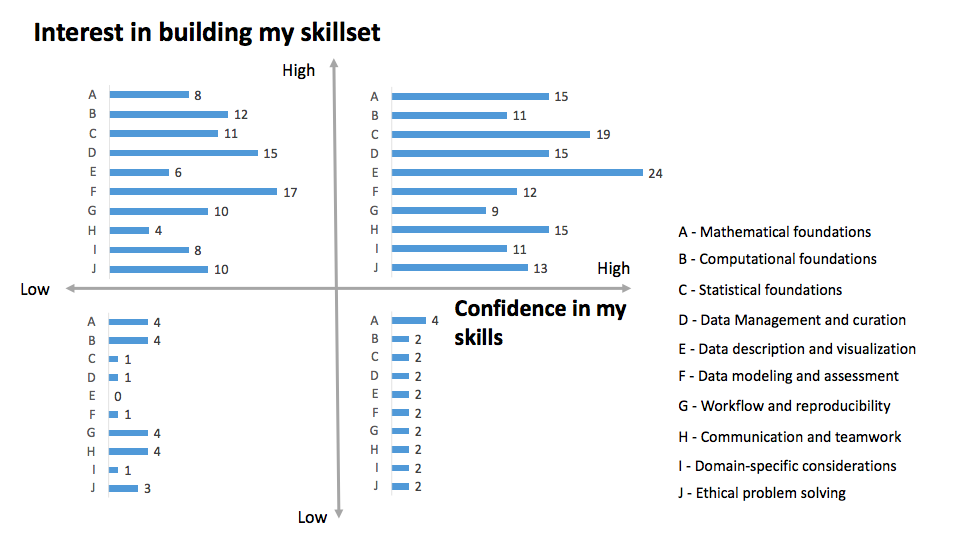 Interest in building my skillset
High
A 8
B 12
C 11
D 15
E 6
F 17
G 10
H 4
I 8
J 10
A 15
B 11
C 19
D 15
E 24
F 12
G 9
H 15
I 11
J 13
High
Low
Confidence in my
skills
A 4
B 4
C 1
D 1
E 0
F 1
G 4
H 4
I 1
J 3
A 4
B 2
C 2
D 2
E 2
F 2
G 2
H 2
I 2
J 2
Low
A - Mathematical foundations
B - Computational foundations
C - Statistical foundations
D - Data Management and curation
E - Data description and visualization
F - Data modeling and assessment
G - Workflow and reproducibility
H - Communication and teamwork
I - Domain-specific considerations
J - Ethical problem solving